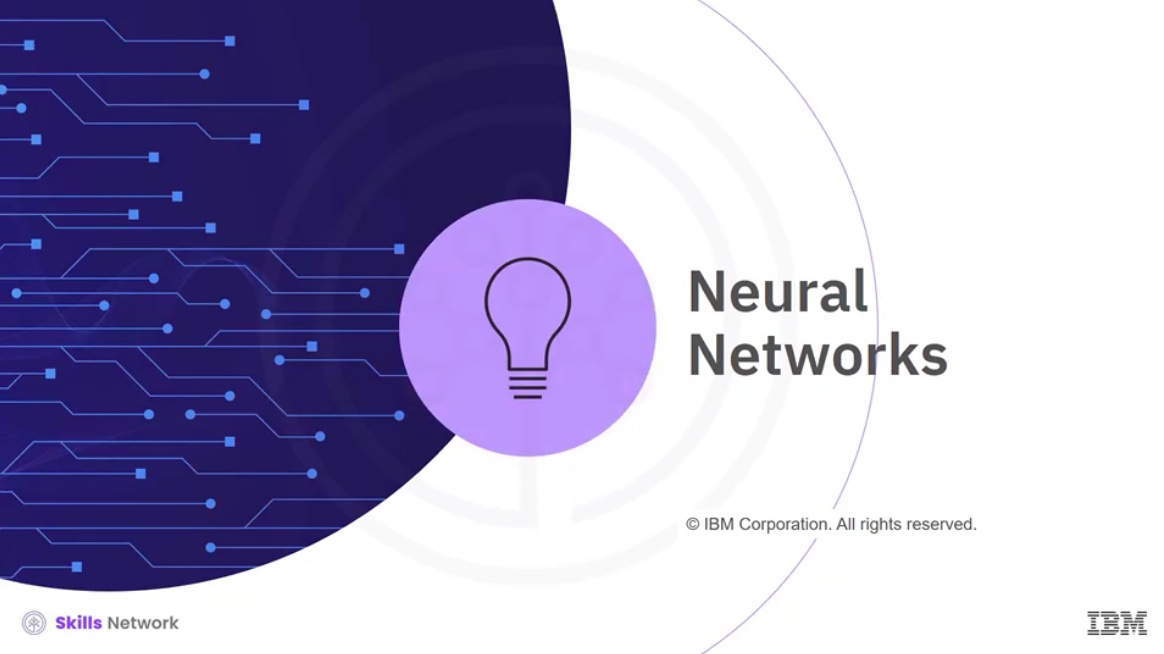 Neural
Networks
© IBM Corporation. All rights reserved.
Skills Network
IBM